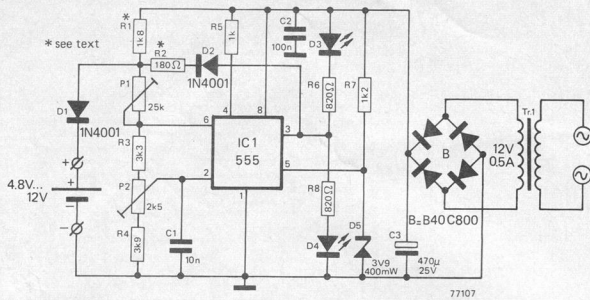 * see text
R1
*
1k8
R2
*
180Ω
D2
1N4001
R5
1k
C2
100n
D3
R6
820Ω
R7
1k2
P1
25k
D1
1N4001
R3
3k3
P2
2k5
R4
3k9
C1
10n
4
8
6
IC1
555
3
5
2
1
R8
820Ω
D4
D5
3V9
400mW
C3
470µ
25V
B
B=B40C800
12V
0,5A
Tr.1
+
+
4.8V...
12V
−
−
77107